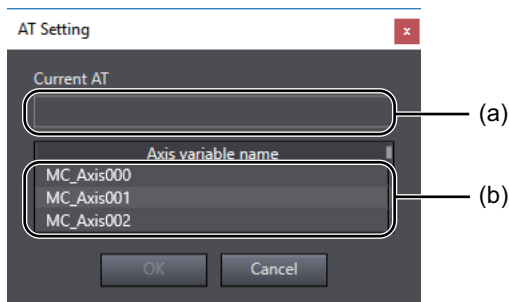 AT Setting
x
Current AT
(a)
Axis variable name
MC_Axis000
MC_Axis001
(b)
MC_Axis002
OK
Cancel